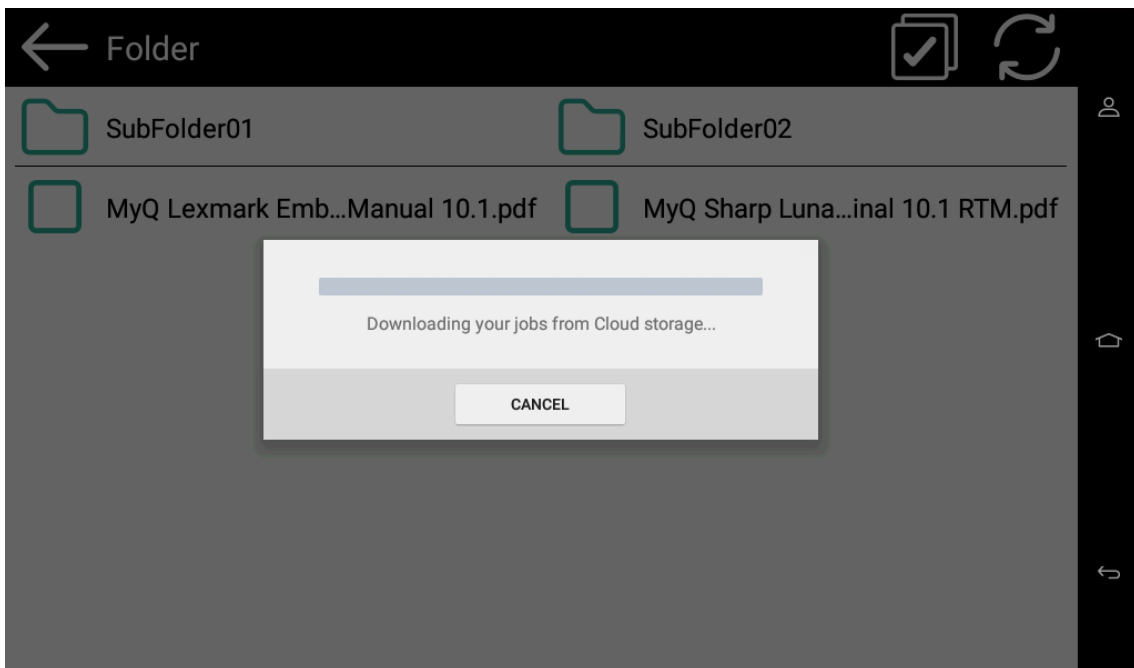 Folder
SubFolder01 SubFolder02
MyQ Lexmark Emb...Manual 10.1.pdf MyQ Sharp Luna...inal 10.1 RTM.pdf
Downloading your jobs from Cloud storage...
CANCEL